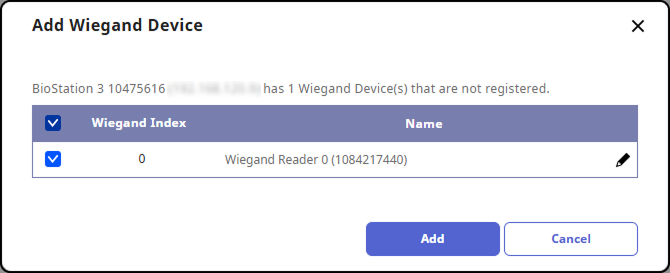 Add Wiegand Device
BioStation 3 10475616 has 1 Wiegand Device(s) that are not registered.
Wiegand Index Name
0 Wiegand Reader 0 (1084217440)
Add Cancel